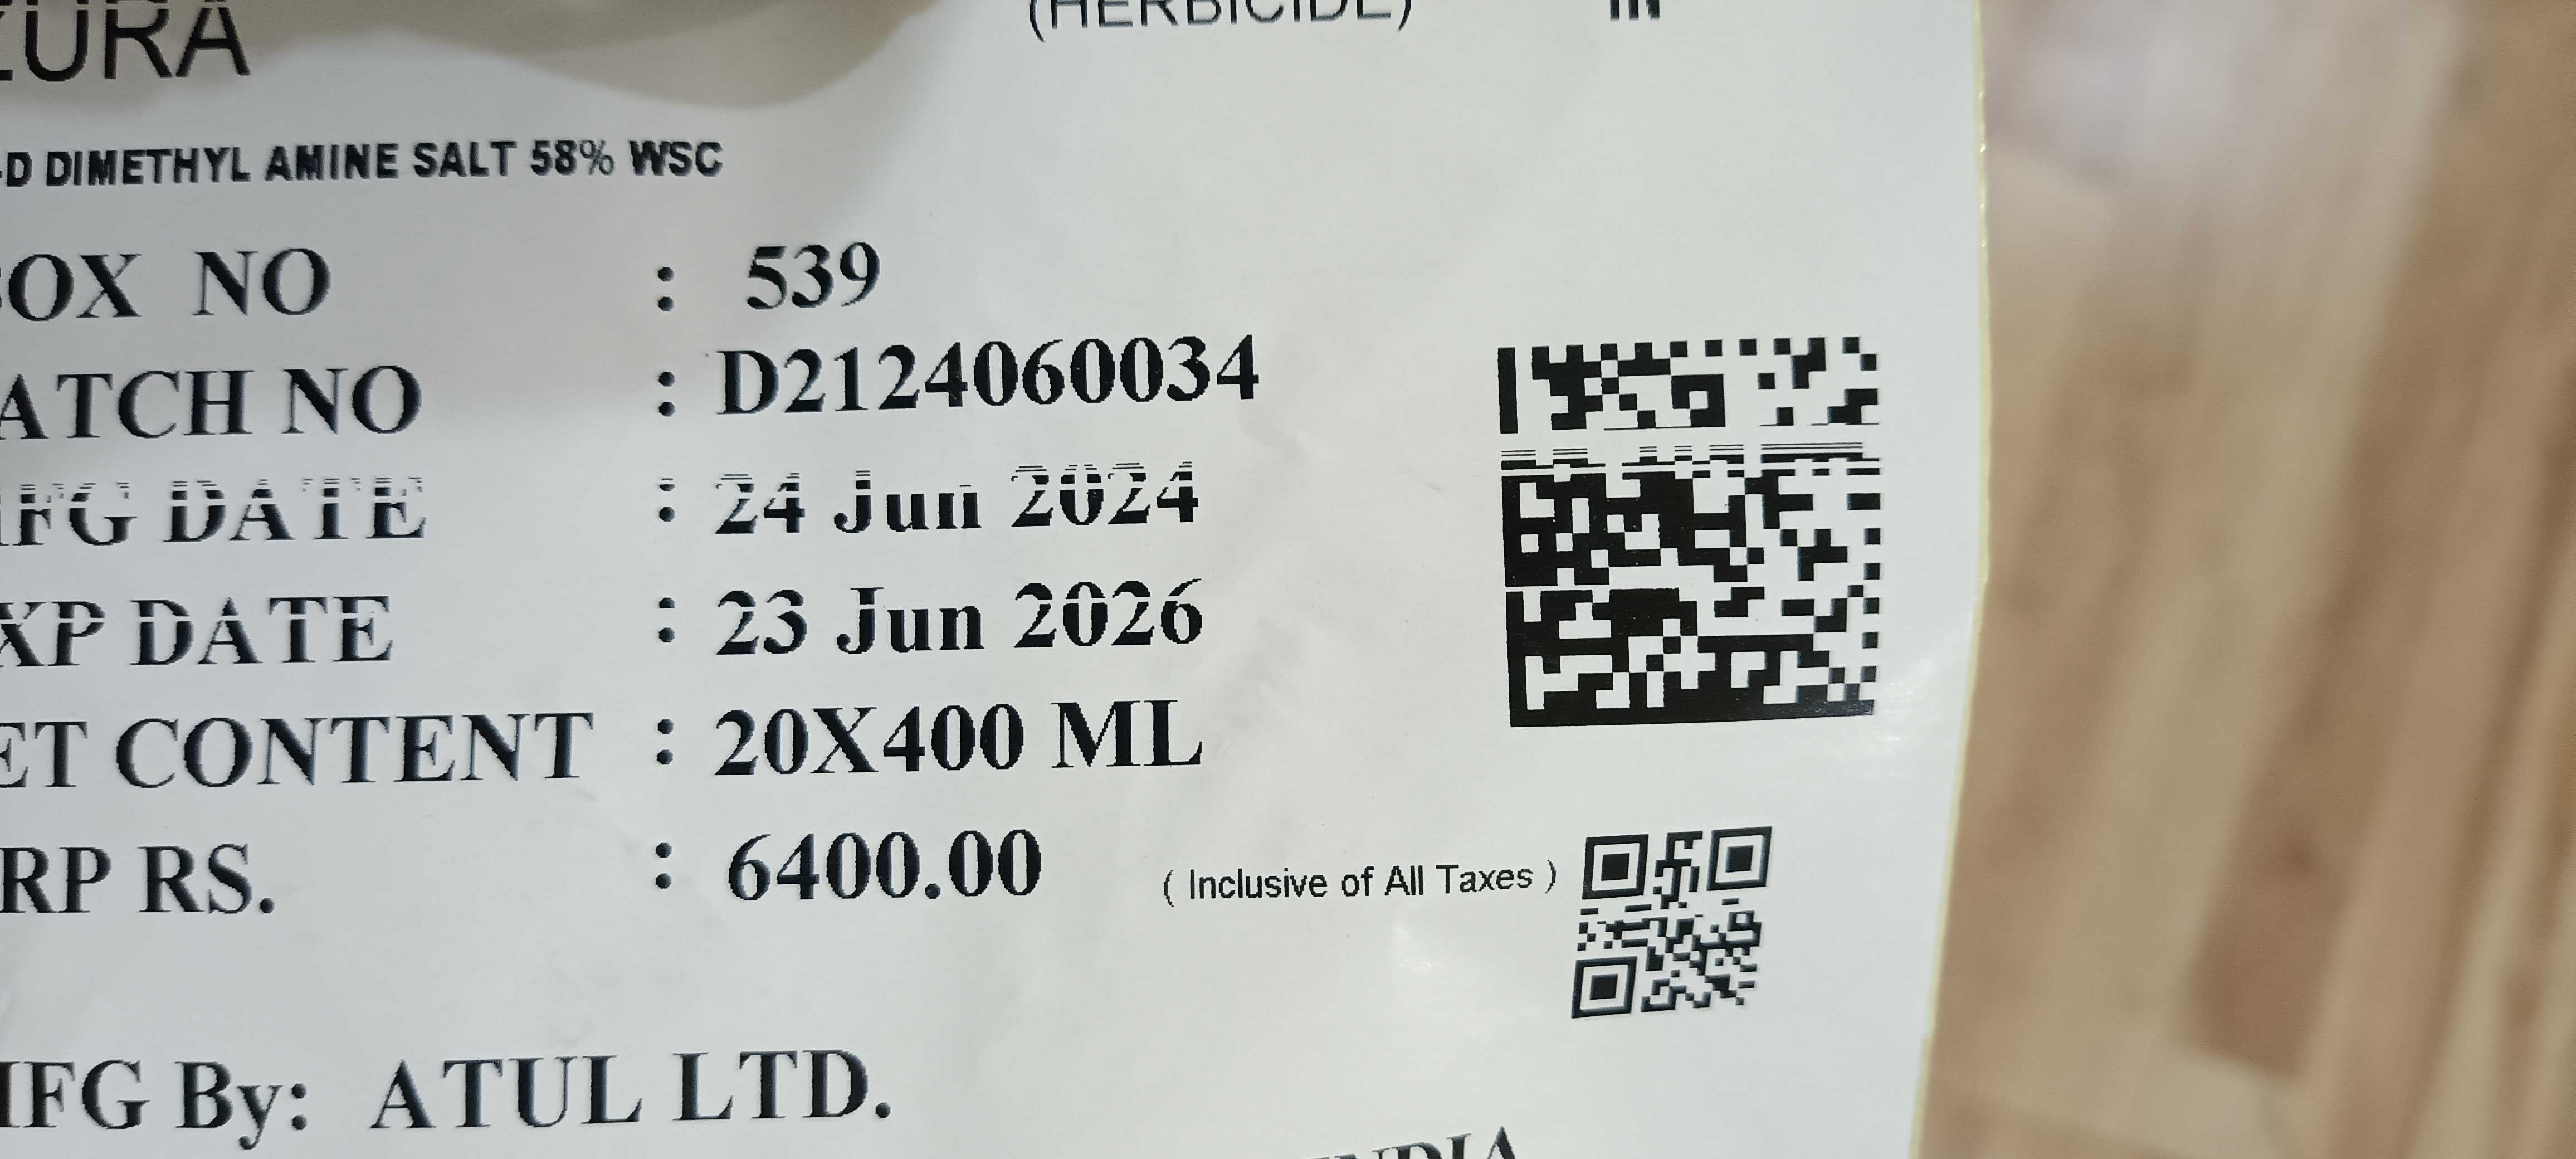 ZURA (HERBICIDE)
-D DIMETHYL AMINE SALT 58% WSC
OX NO : 539
ATCH NO : D2124060034
FG DATE : 24 Jun 2024
XP DATE : 23 Jun 2026
ET CONTENT : 20X400 ML
RP RS. : 6400.00 ( Inclusive of All Taxes )
MFG By: ATUL LTD.
INDIA